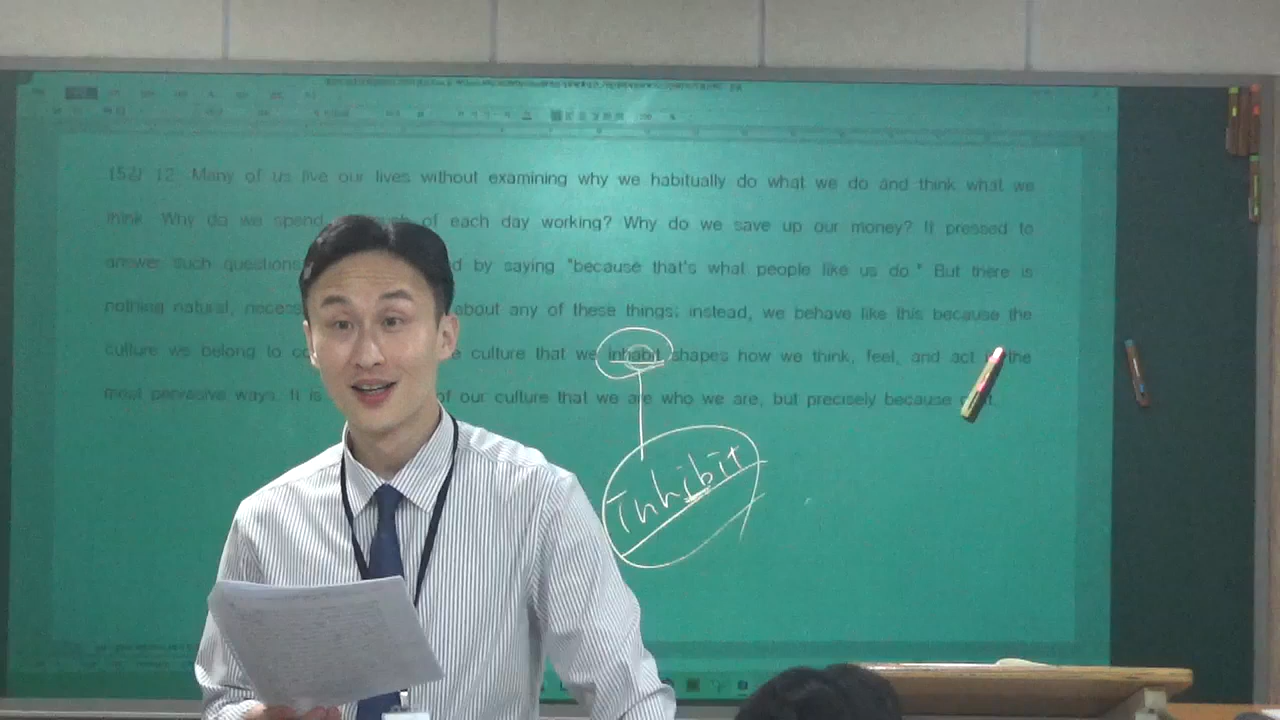 15강 12. Many of us live our lives without examining why we habitually do what we do and think what we
think. Why do we spend of each day working? Why do we save up our money? If pressed to
answer such questions by saying "because that's what people like us do." But there is
nothing natural, about any of these things; instead, we behave like this because the
culture we belong to culture that we inhabit shapes how we think, feel, and act in the
most pervasive ways. It is of our culture that we are who we are, but precisely because
inhibit